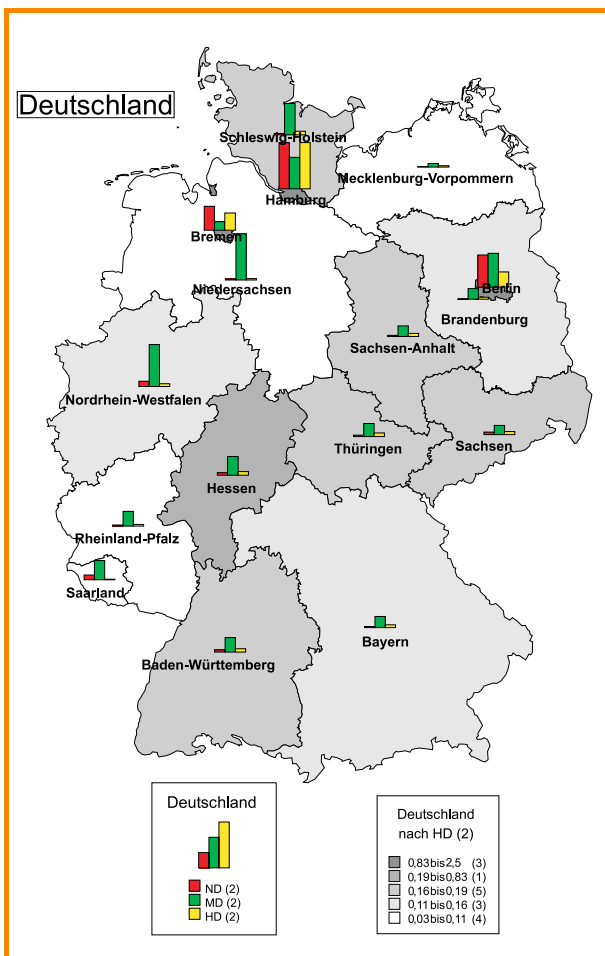 Deutschland
Schleswig-Holstein
Mecklenburg-Vorpommern
Hamburg
Bremen
Niedersachsen
Berlin
Brandenburg
Sachsen-Anhalt
Nordrhein-Westfalen
Thüringen
Sachsen
Hessen
Rheinland-Pfalz
Saarland
Bayern
Baden-Württemberg
Deutschland
ND (2)
MD (2)
HD (2)
Deutschland
nach HD (2)
0,83bis2,5 (3)
0,19bis0,83 (1)
0,16bis0,19 (5)
0,11bis0,16 (3)
0,03bis0,11 (4)